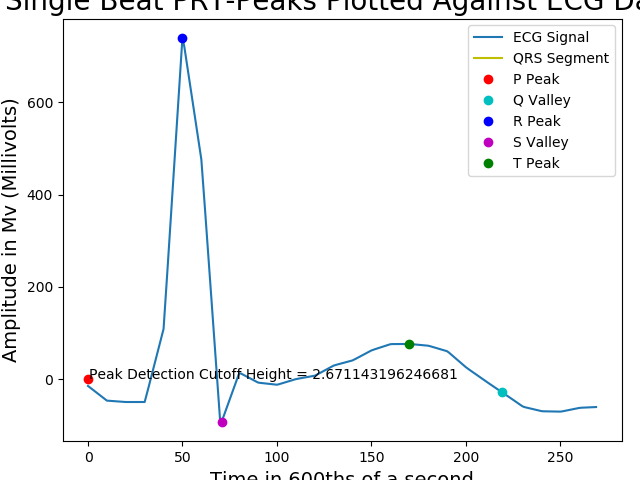 Single Beat PRT-Peaks Plotted Against ECG Da
ECG Signal
QRS Segment
P Peak
Q Valley
R Peak
S Valley
T Peak
Amplitude in Mv (Millivolts)
600
400
200
0
Peak Detection Cutoff Height = 2.671143196246681
0 50 100 150 200 250
Time in 600ths of a second